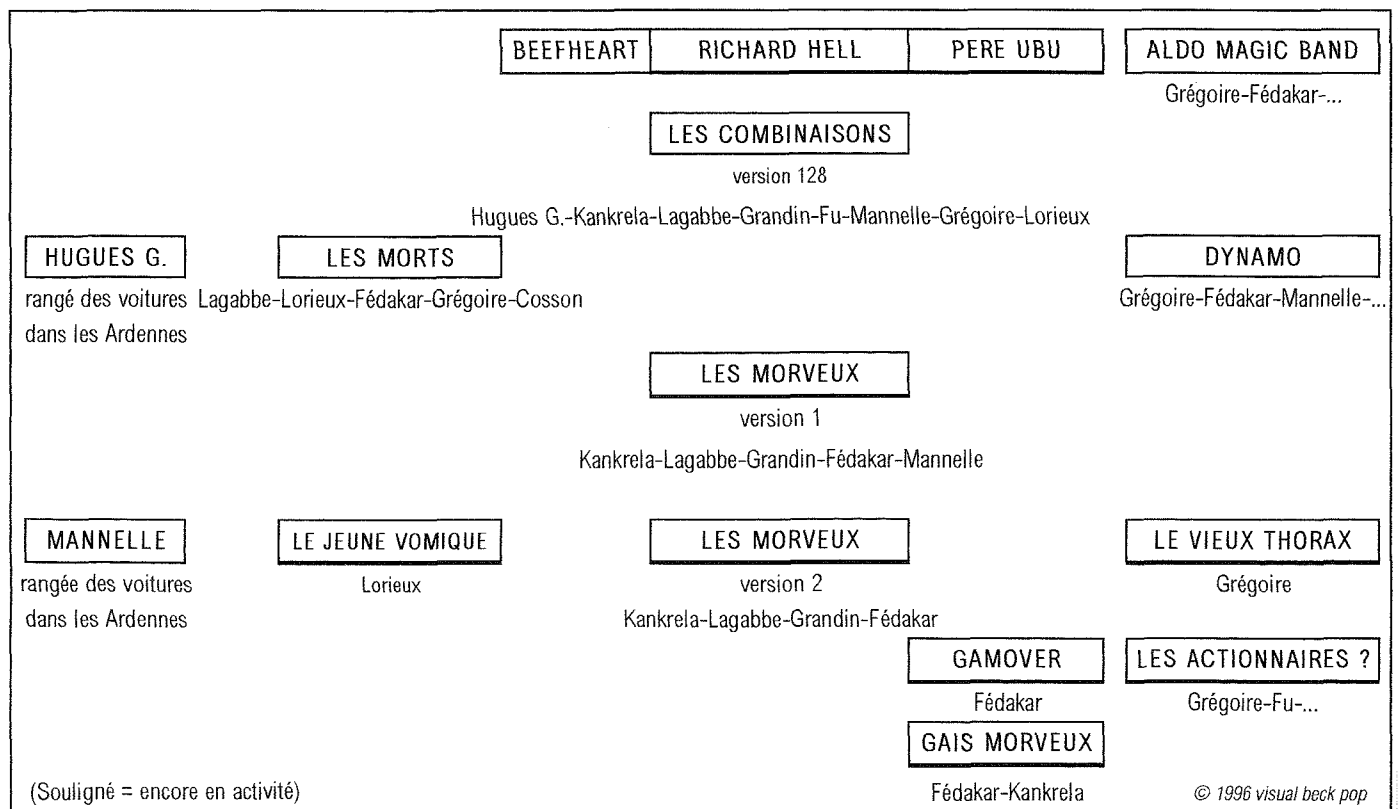 BEEFHEART RICHARD HELL PERE UBU ALDO MAGIC BAND
Grégoire-Fédakar-...
LES COMBINAISONS
version 128
Hugues G.-Kankrela-Lagabbe-Grandin-Fu-Mannelle-Grégoire-Lorieux
HUGUES G. LES MORTS DYNAMO
rangé des voitures Lagabbe-Lorieux-Fédakar-Grégoire-Cosson Grégoire-Fédakar-Mannelle-...
dans les Ardennes
LES MORVEUX
version 1
Kankrela-Lagabbe-Grandin-Fédakar-Mannelle
MANNELLE LE JEUNE VOMIQUE LES MORVEUX LE VIEUX THORAX
rangée des voitures Lorieux version 2 Grégoire
dans les Ardennes Kankrela-Lagabbe-Grandin-Fédakar
GAMOVER LES ACTIONNAIRES ?
Fédakar Grégoire-Fu-...
GAIS MORVEUX
(Souligné = encore en activité) Fédakar-Kankrela © 1996 visual beck pop